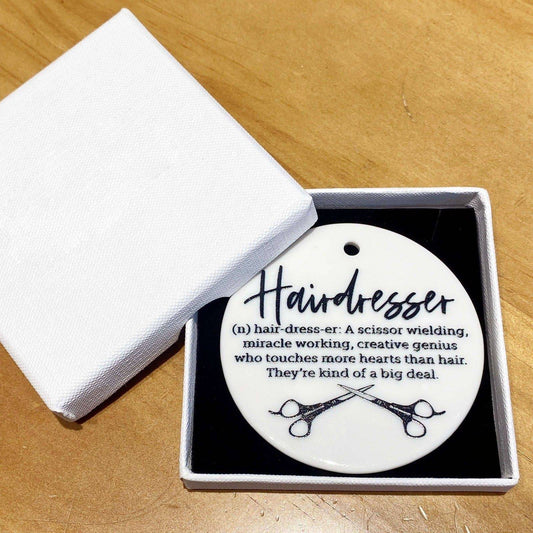 Hairdresser
(n) hair-dress-er: A scissor wielding,
miracle working, creative genius
who touches more hearts than hair.
They're kind of a big deal.